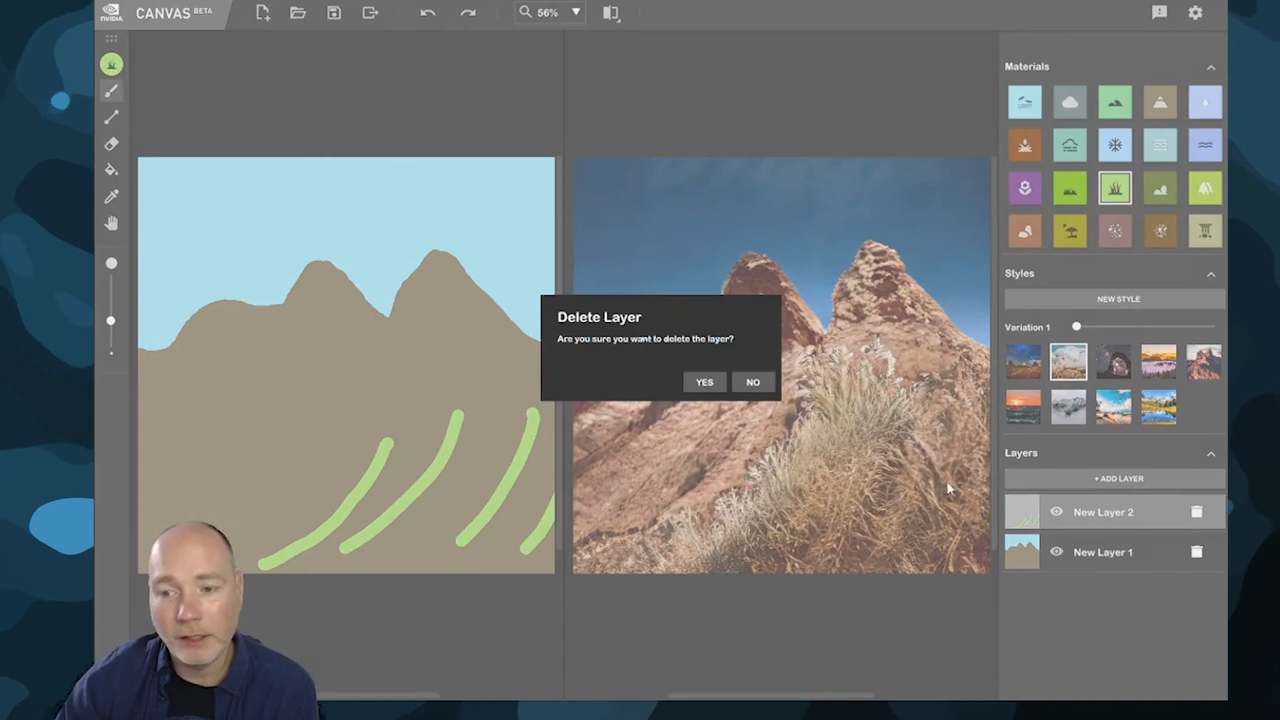 NVIDIA
CANVAS BETA
56%
Materials
Styles
NEW STYLE
Variation 1
Delete Layer
Are you sure you want to delete the layer?
YES
NO
Layers
+ ADD LAYER
New Layer 2
New Layer 1